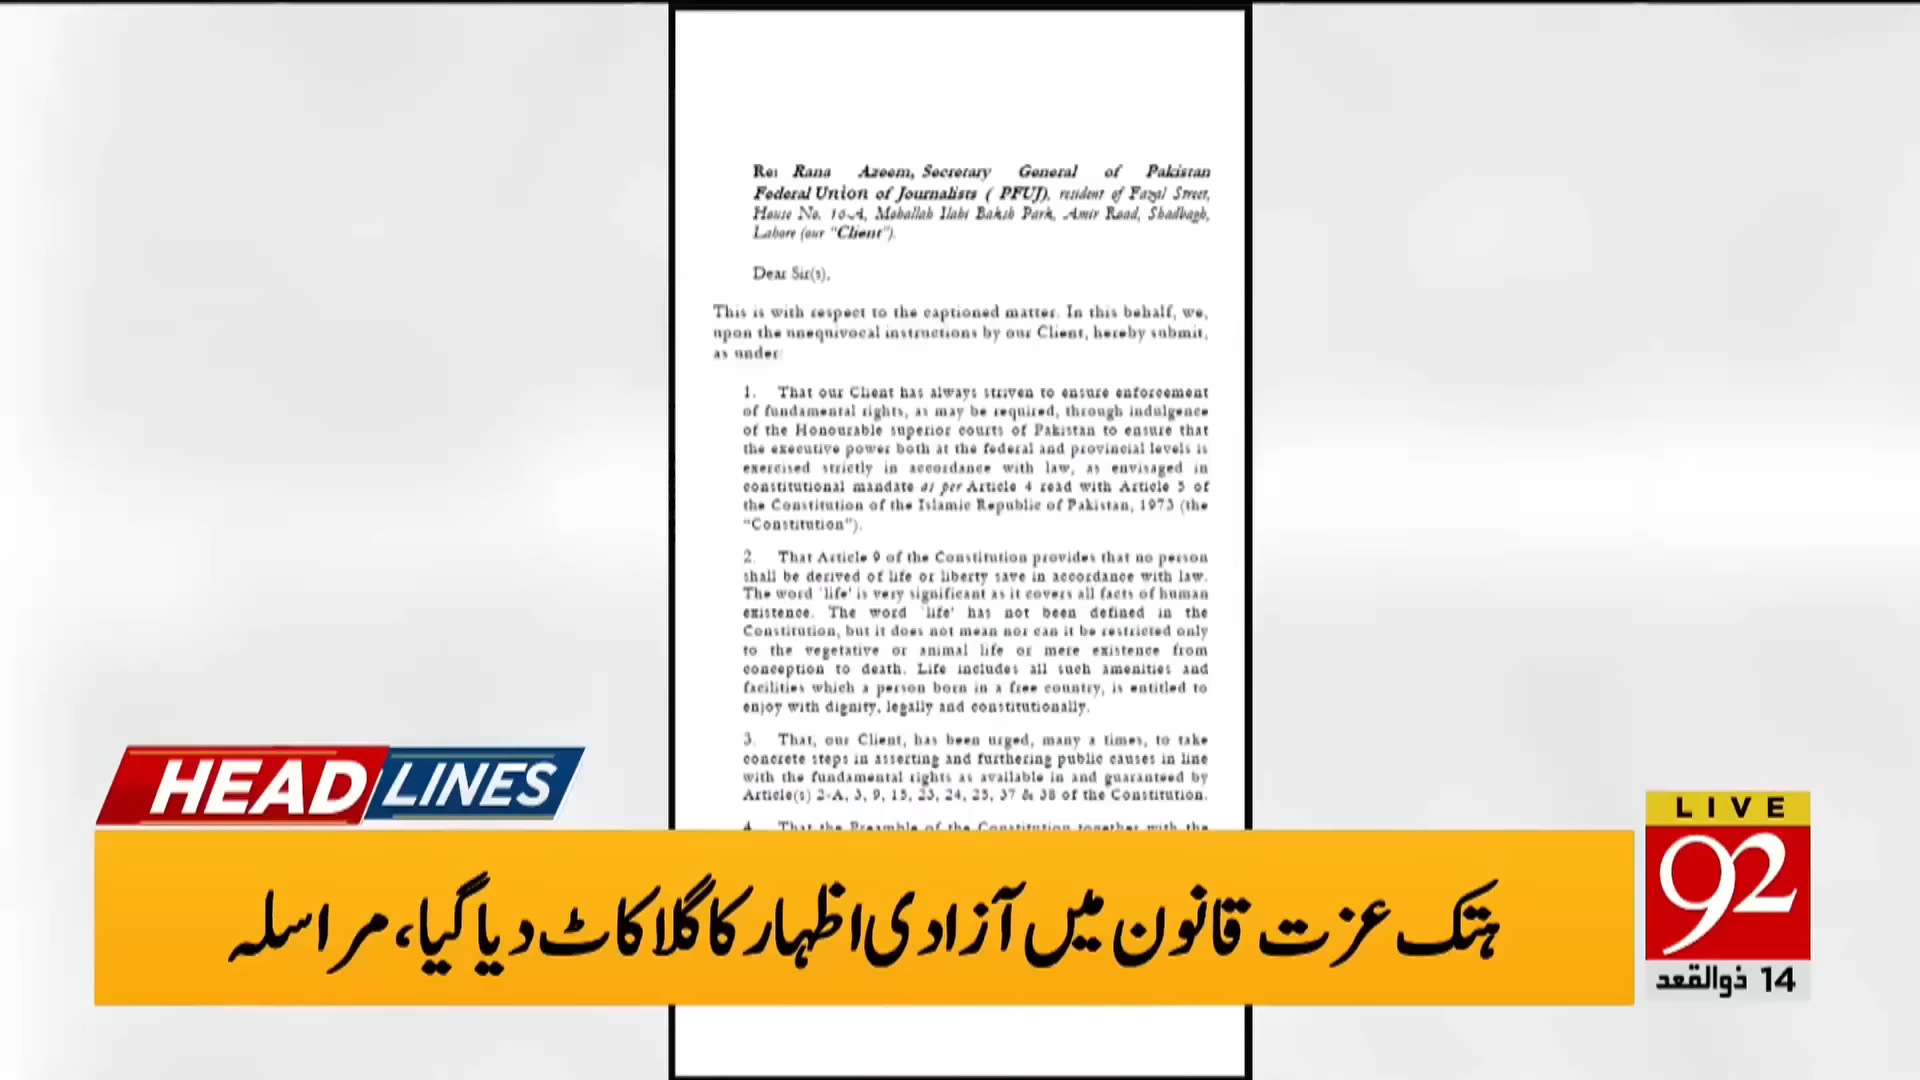 Re: Rana Azeem, Secretary General of Pakistan
Federal Union of Journalists ( PFUJ), resident of Fazal Street,
House No. 16-A, Mohallah Ilahi Baksh Park, Amir Road, Shadbagh,
Lahore (our "Client").
Dear Sir(s),
This is with respect to the captioned matter. In this behalf, we,
upon the unequivocal instructions by our Client, hereby submit,
as under:
1. That our Client has always striven to ensure enforcement
of fundamental rights, as may be required, through indulgence
of the Honourable superior courts of Pakistan to ensure that
the executive power both at the federal and provincial levels is
exercised strictly in accordance with law, as envisaged in
constitutional mandate as per Article 4 read with Article 5 of
the Constitution of the Islamic Republic of Pakistan, 1973 (the
"Constitution").
2. That Article 9 of the Constitution provides that no person
shall be derived of life or liberty save in accordance with law.
The word 'life' is very significant as it covers all facts of human
existence. The word 'life' has not been defined in the
Constitution, but it does not mean nor can it be restricted only
to the vegetative or animal life or mere existence from
conception to death. Life includes all such amenities and
facilities which a person born in a free country, is entitled to
enjoy with dignity, legally and constitutionally.
3. That, our Client, has been urged, many a times, to take
concrete steps in asserting and furthering public causes in line
with the fundamental rights as available in and guaranteed by
Article(s) 2-A, 3, 9, 15, 23, 24, 25, 37 & 38 of the Constitution.
4. That the Preamble of the Constitution together with the
HEADLINES
ہتک عزت قانون میں آزادی اظہار کا گلا کاٹ دیا گیا، مراسلہ
LIVE
92
14 ذوالقعد